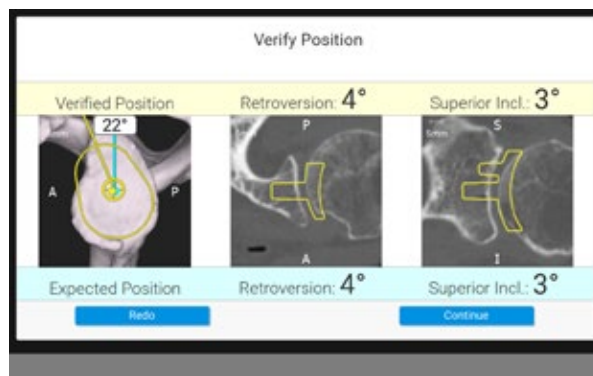 Verify Position
Verified Position Retroversion: 4° Superior Incl.: 3°
22°
A
P
P
A
5mm
S
I
Expected Position Retroversion: 4° Superior Incl.: 3°
Redo Continue